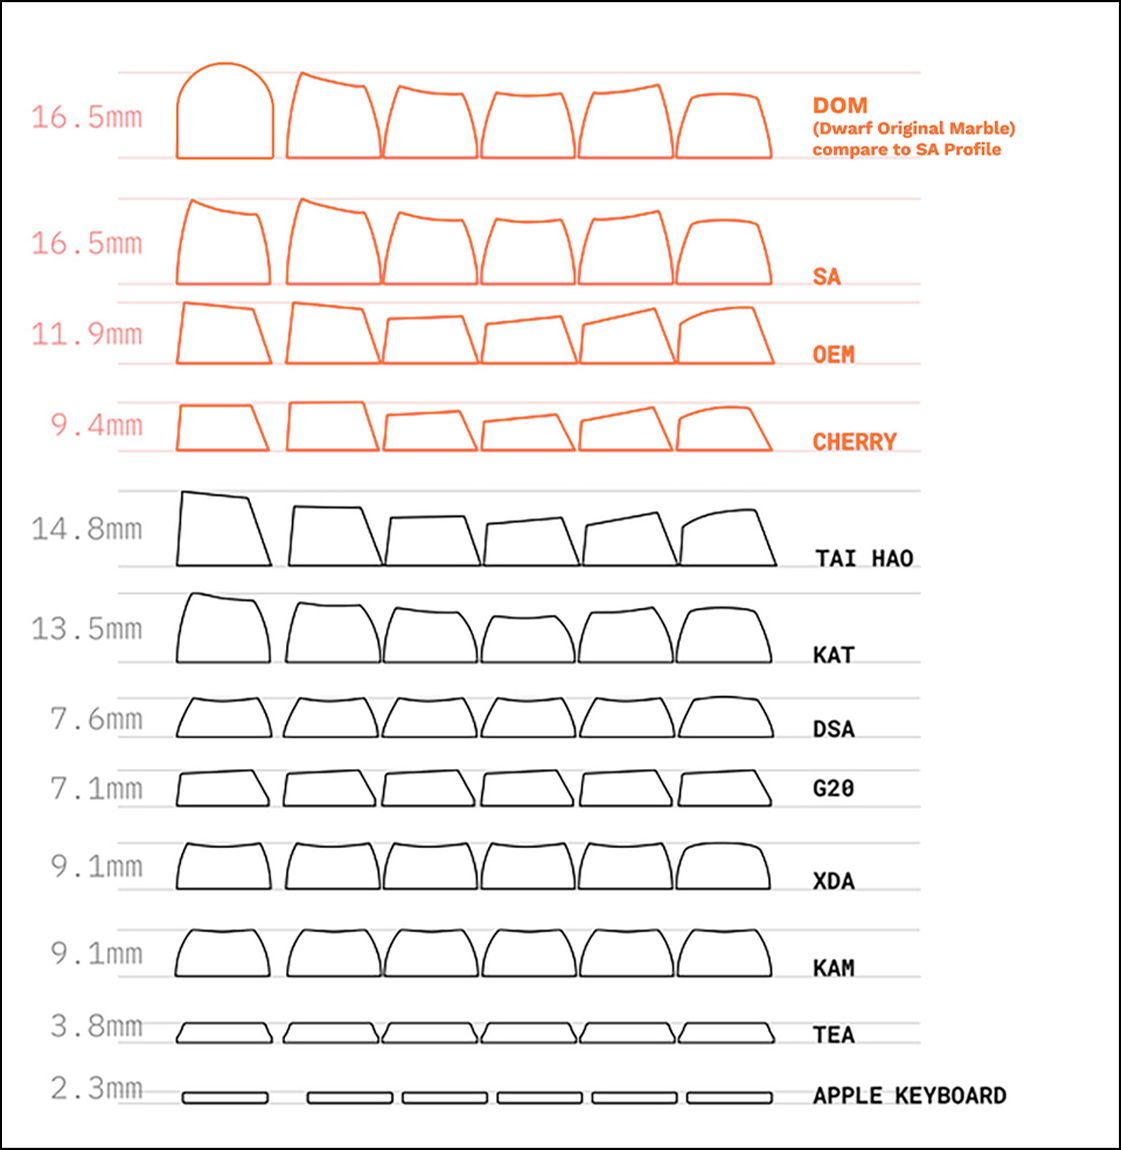 16.5mm
DOM
(Dwarf Original Marble)
compare to SA Profile
16.5mm
SA
11.9mm
OEM
9.4mm
CHERRY
14.8mm
TAI HAO
13.5mm
KAT
7.6mm
DSA
7.1mm
G20
9.1mm
XDA
9.1mm
KAM
3.8mm
TEA
2.3mm
APPLE KEYBOARD